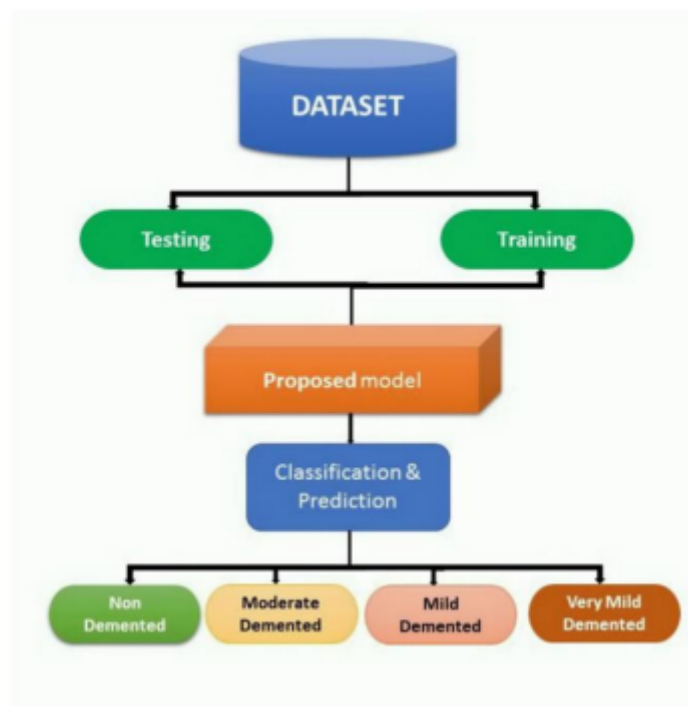 DATASET
Testing
Training
Proposed model
Classification &
Prediction
Non
Demented
Moderate
Demented
Mild
Demented
Very Mild
Demented